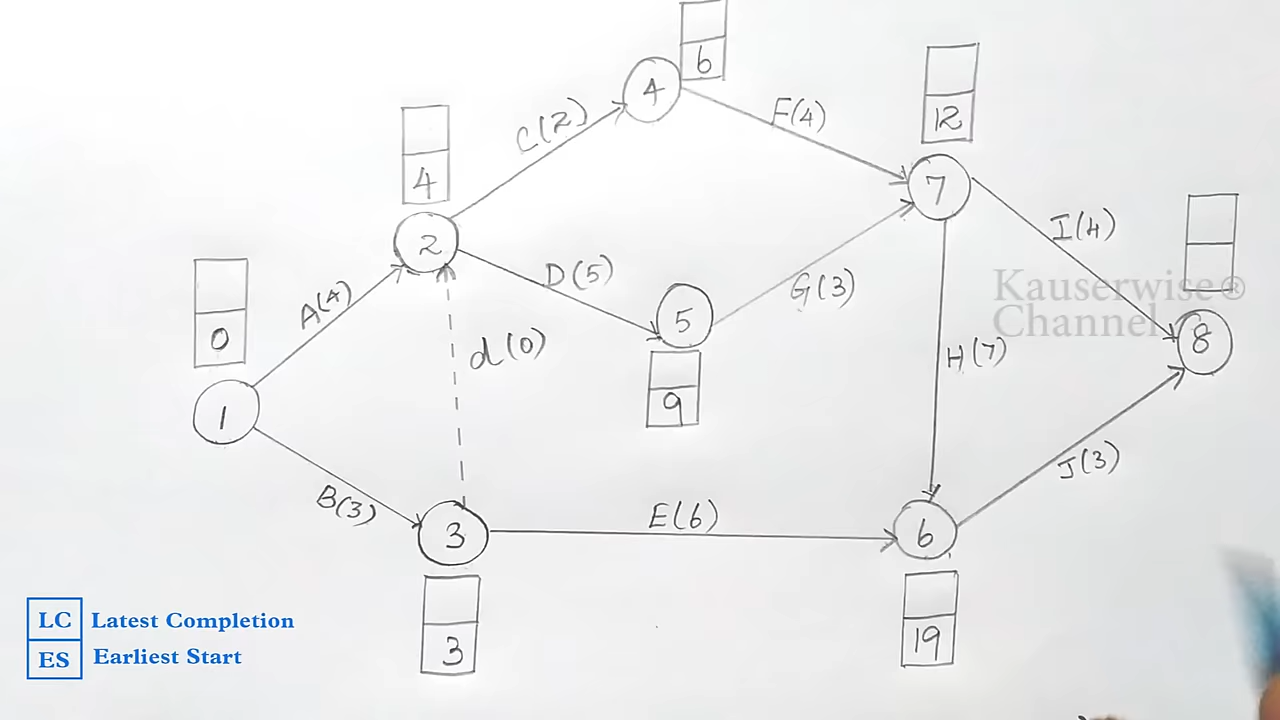 6
4
C(2)
F(4)
12
7
4
2
I(4)
A(4)
D(5)
G(3)
5
Kauserwise®
Channel
0
d(0)
H(7)
8
9
1
B(3)
E(6)
J(3)
3
6
3
19
LC Latest Completion
ES Earliest Start